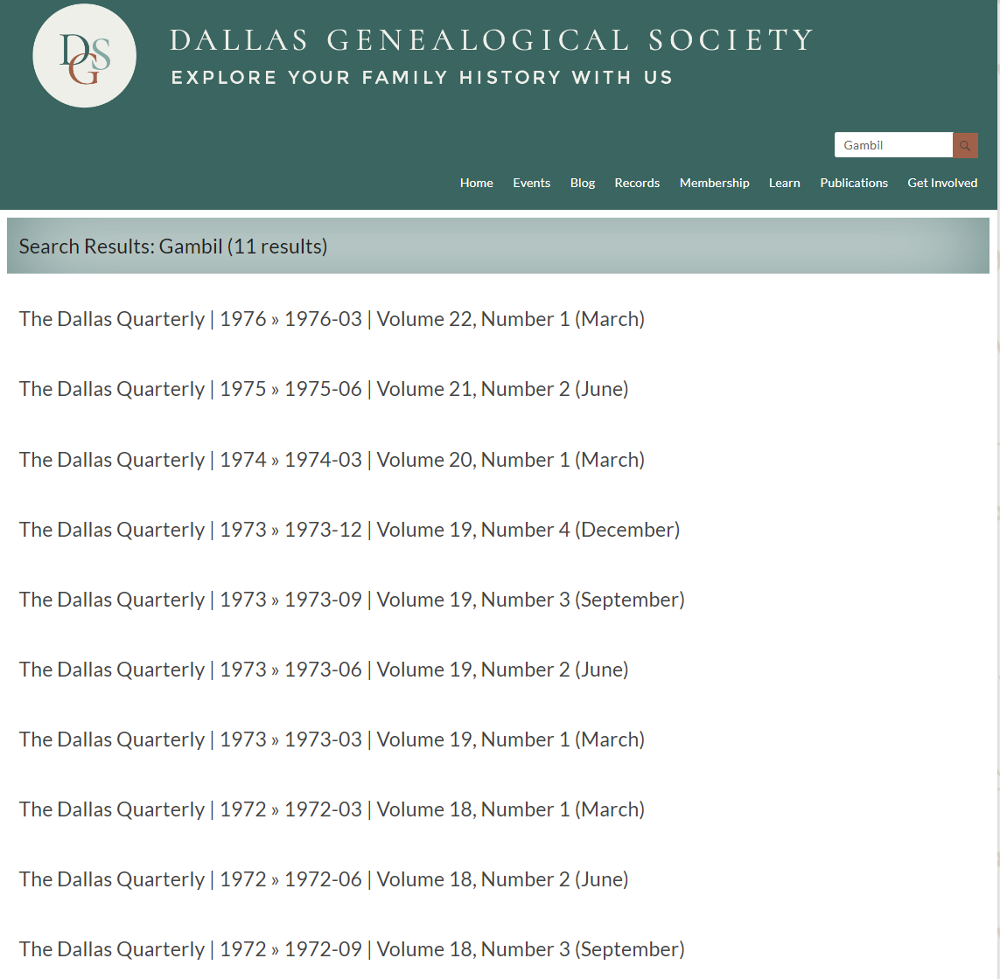 DGS
DALLAS GENEALOGICAL SOCIETY
EXPLORE YOUR FAMILY HISTORY WITH US
Gambil
Home Events Blog Records Membership Learn Publications Get Involved
Search Results: Gambil (11 results)
The Dallas Quarterly | 1976 » 1976-03 | Volume 22, Number 1 (March)
The Dallas Quarterly | 1975 » 1975-06 | Volume 21, Number 2 (June)
The Dallas Quarterly | 1974 » 1974-03 | Volume 20, Number 1 (March)
The Dallas Quarterly | 1973 » 1973-12 | Volume 19, Number 4 (December)
The Dallas Quarterly | 1973 » 1973-09 | Volume 19, Number 3 (September)
The Dallas Quarterly | 1973 » 1973-06 | Volume 19, Number 2 (June)
The Dallas Quarterly | 1973 » 1973-03 | Volume 19, Number 1 (March)
The Dallas Quarterly | 1972 » 1972-03 | Volume 18, Number 1 (March)
The Dallas Quarterly | 1972 » 1972-06 | Volume 18, Number 2 (June)
The Dallas Quarterly | 1972 » 1972-09 | Volume 18, Number 3 (September)